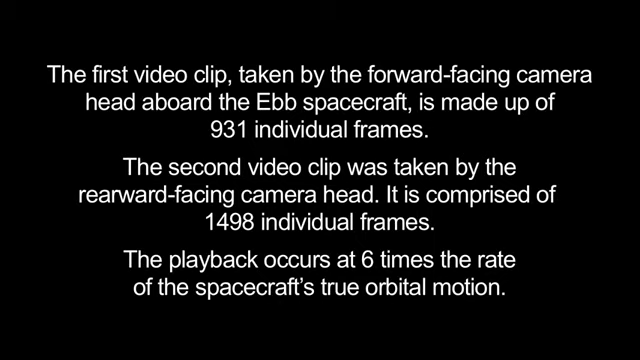 The first video clip, taken by the forward-facing camera
head aboard the Ebb spacecraft, is made up of
931 individual frames.
The second video clip was taken by the
rearward-facing camera head. It is comprised of
1498 individual frames.
The playback occurs at 6 times the rate
of the spacecraft’s true orbital motion.